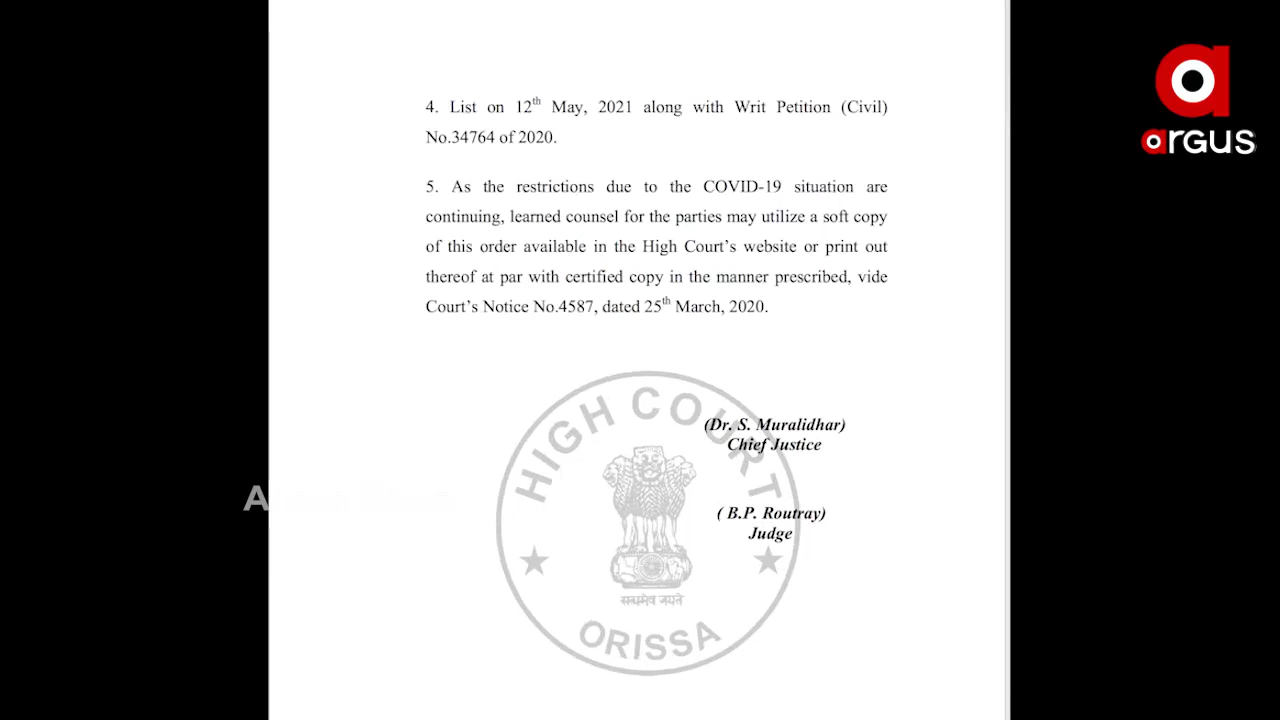 4. List on 12th May, 2021 along with Writ Petition (Civil)
No.34764 of 2020.
5. As the restrictions due to the COVID-19 situation are
continuing, learned counsel for the parties may utilize a soft copy
of this order available in the High Court's website or print out
thereof at par with certified copy in the manner prescribed, vide
Court's Notice No.4587, dated 25th March, 2020.
(Dr. S. Muralidhar)
Chief Justice
( B.P. Routray)
Judge
HIGH COURT
सत्यमेव जयते
ORISSA
argus